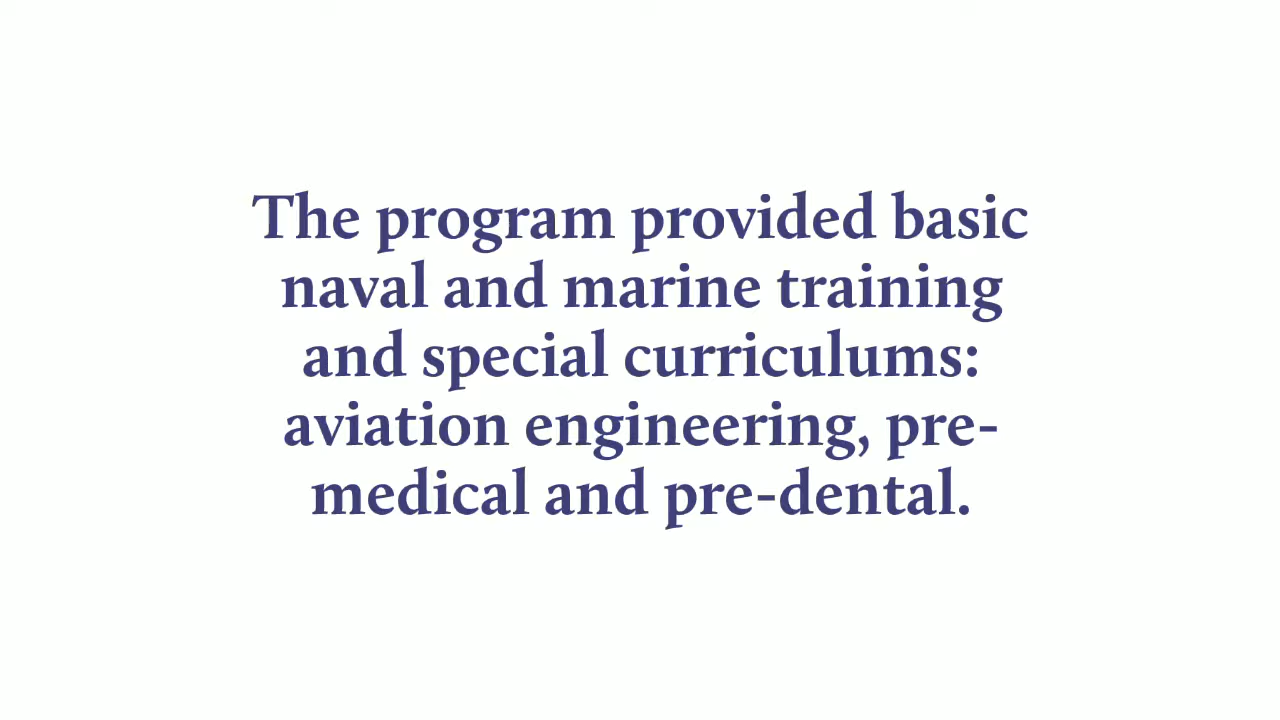 The program provided basic
naval and marine training
and special curriculums:
aviation engineering, pre-
medical and pre-dental.